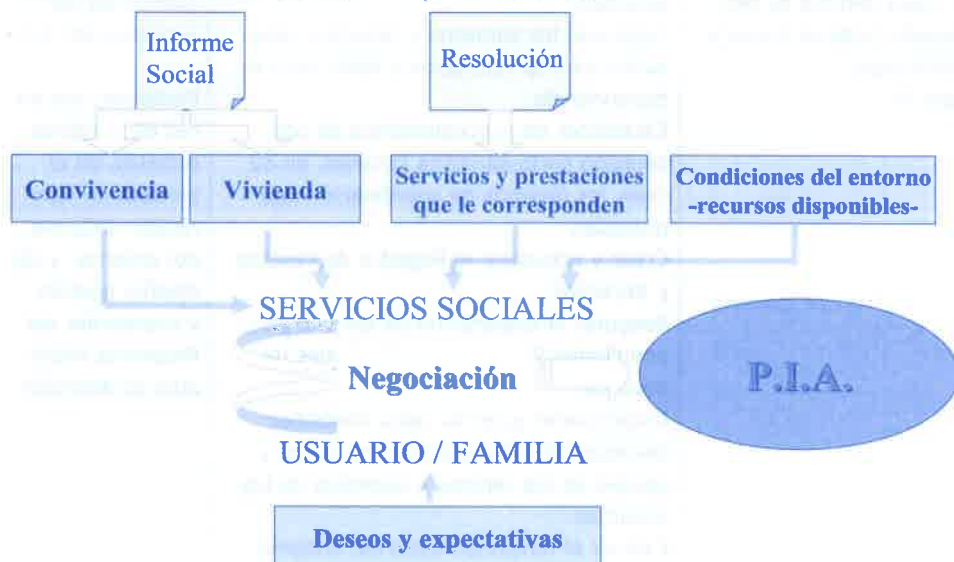 Informe
Social
Resolución
Convivencia
Vivienda
Servicios y prestaciones
que le corresponden
Condiciones del entorno
-recursos disponibles-
SERVICIOS SOCIALES
Negociación
P.I.A.
USUARIO / FAMILIA
Deseos y expectativas